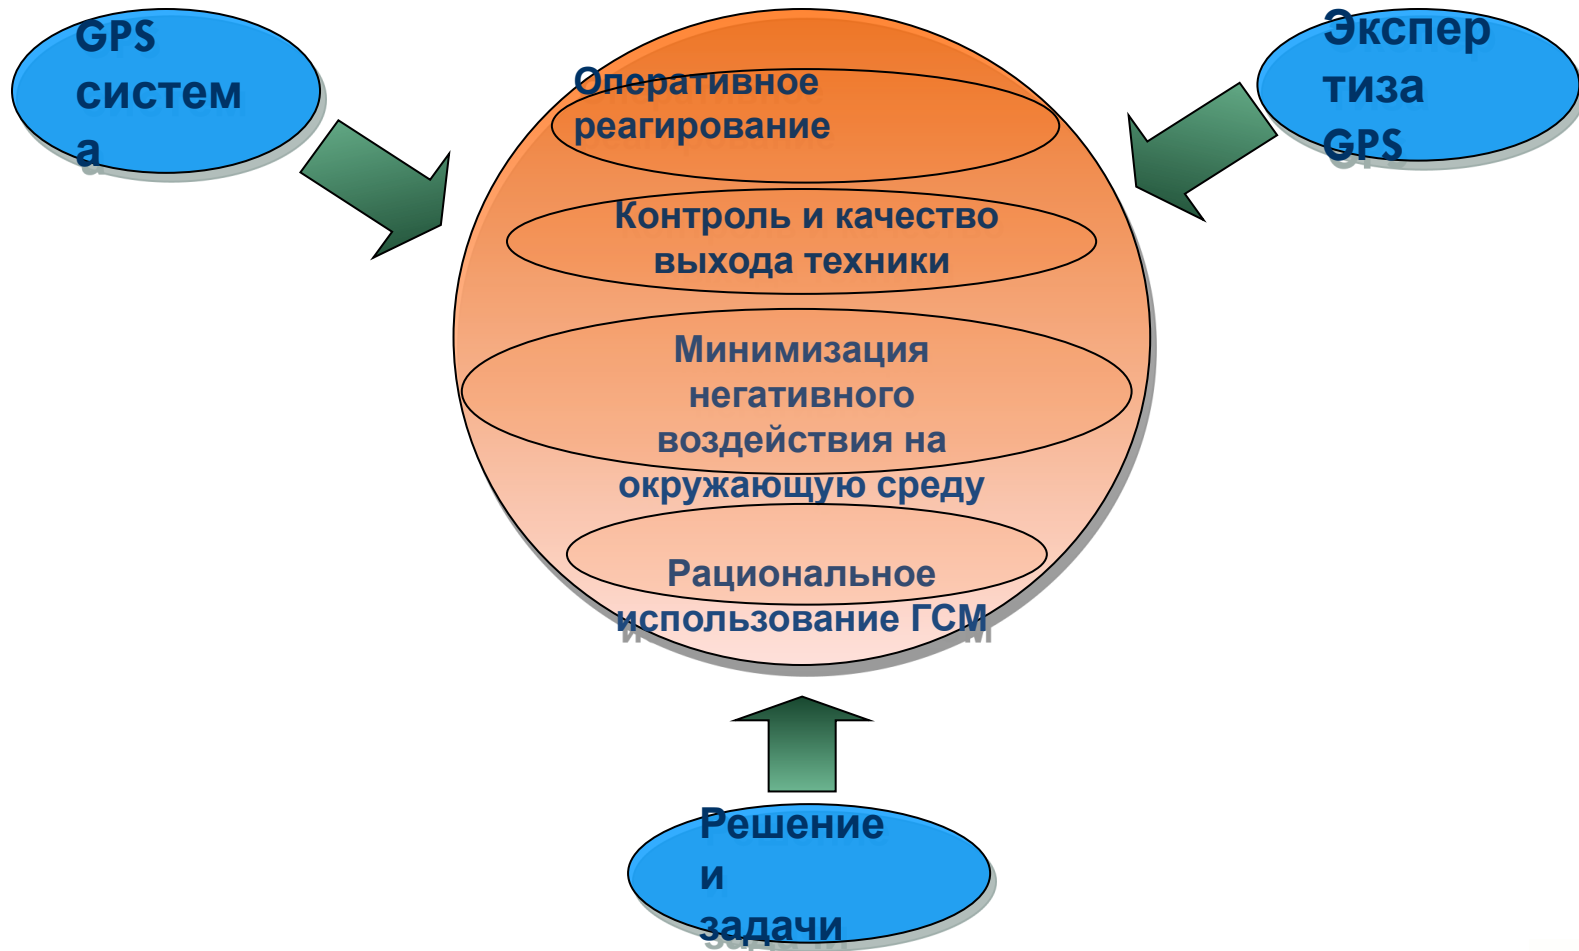 GPS
систем
а
Экспер
тиза
GPS
Оперативное
реагирование
Контроль и качество
выхода техники
Минимизация
негативного
воздействия на
окружающую среду
Рациональное
использование ГСМ
Решение
и
задачи